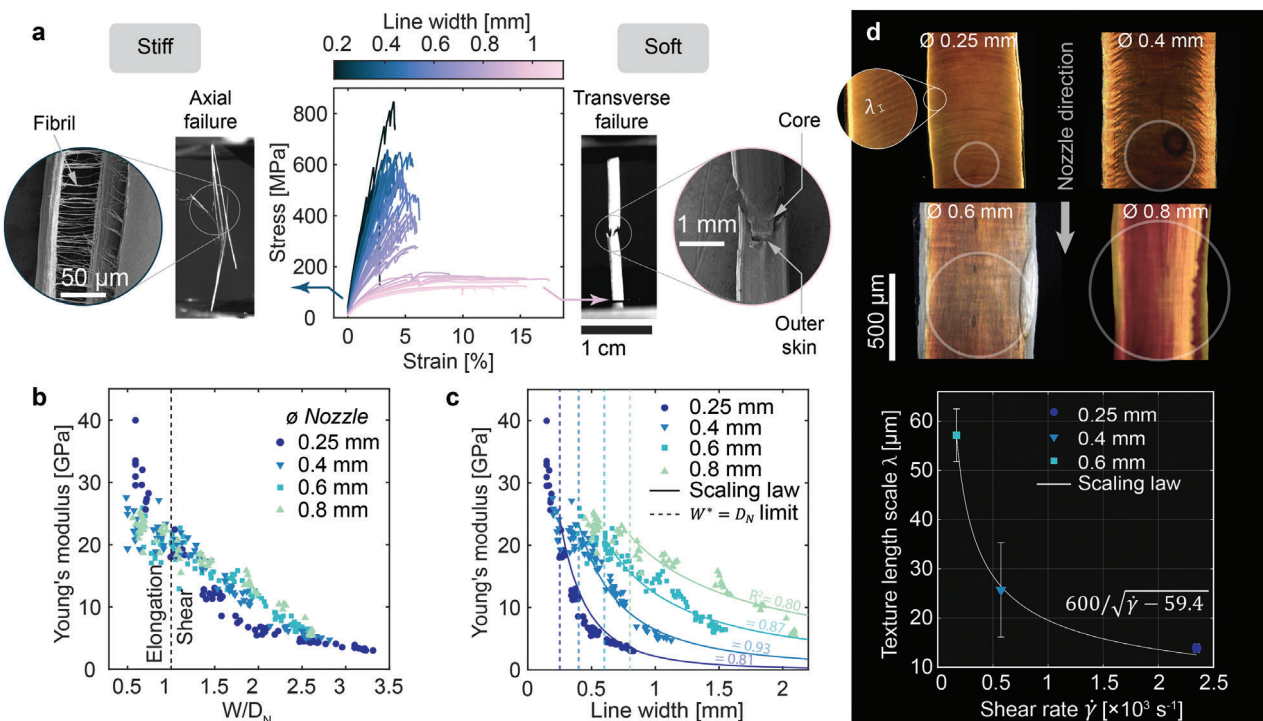 a
Stiff
Line width [mm]
0.2 0.4 0.6 0.8 1
Soft
Axial
failure
Fibril
50 µm
Stress [MPa]
800
600
400
200
0
0 5 10 15
Strain [%]
Transverse
failure
1 cm
Core
1 mm
Outer
skin
b
Young's modulus [GPa]
40
30
20
10
0
0.5 1 1.5 2 2.5 3 3.5
W/D_N
Elongation
Shear
ø Nozzle
0.25 mm
0.4 mm
0.6 mm
0.8 mm
c
Young's modulus [GPa]
40
30
20
10
0
0 0.5 1.0 1.5 2.0
Line width [mm]
0.25 mm
0.4 mm
0.6 mm
0.8 mm
Scaling law
W* = D_N limit
R² = 0.80
= 0.87
= 0.93
= 0.81
d
Ø 0.25 mm
Ø 0.4 mm
λ
Nozzle direction
Ø 0.6 mm
Ø 0.8 mm
500 µm
Texture length scale λ [µm]
60
50
40
30
20
10
0 0.5 1 1.5 2 2.5
Shear rate γ̇ [×10³ s⁻¹]
0.25 mm
0.4 mm
0.6 mm
Scaling law
600/√γ̇ − 59.4